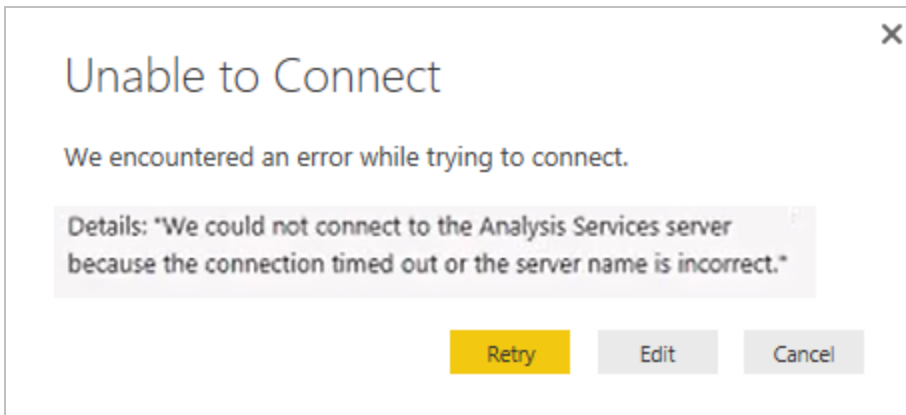 Unable to Connect
We encountered an error while trying to connect.
Details: "We could not connect to the Analysis Services server
because the connection timed out or the server name is incorrect."
Retry Edit Cancel